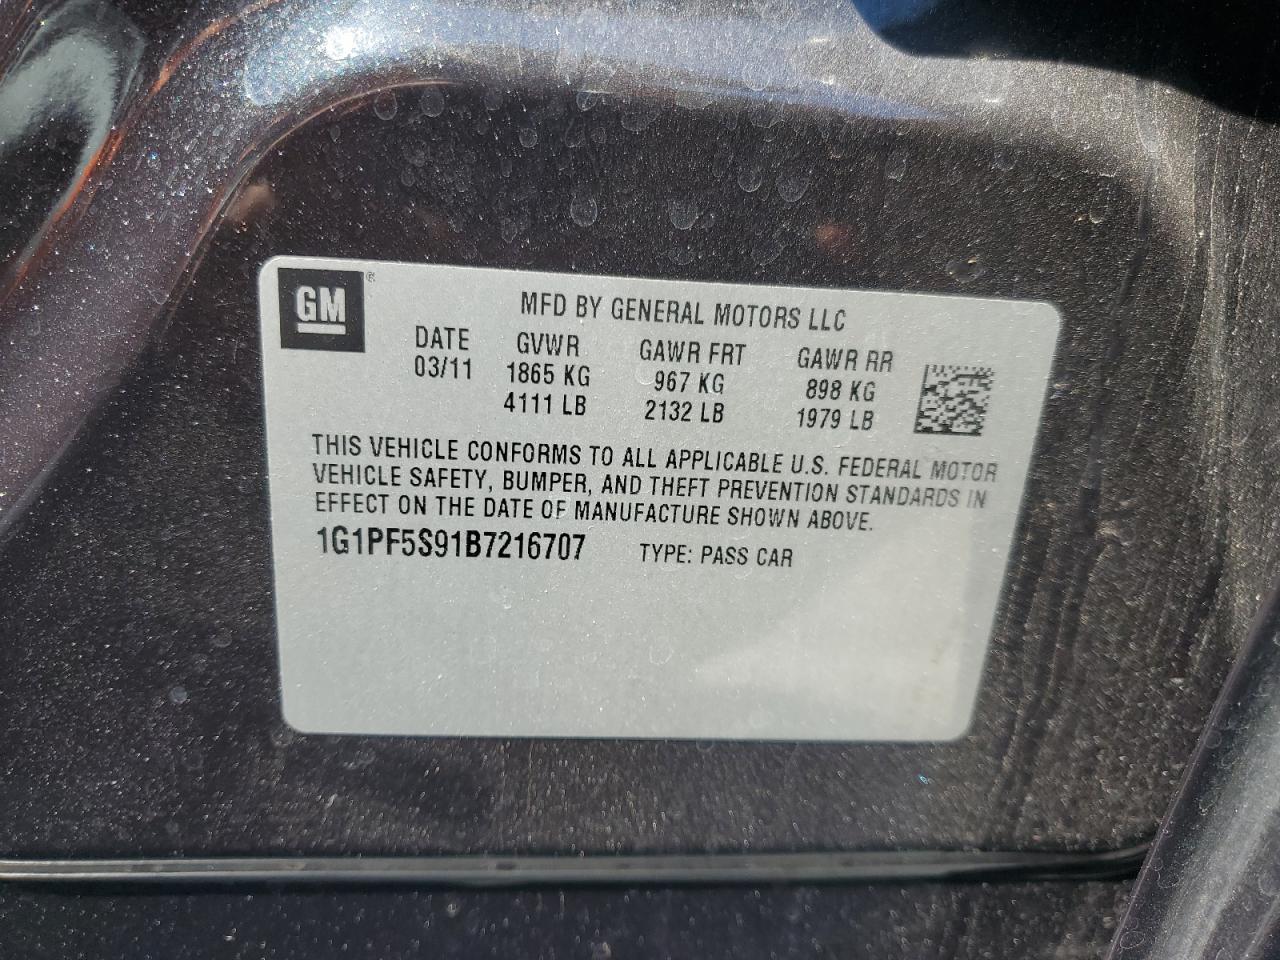 GM ®
MFD BY GENERAL MOTORS LLC
DATE GVWR GAWR FRT GAWR RR
03/11 1865 KG 967 KG 898 KG
4111 LB 2132 LB 1979 LB
THIS VEHICLE CONFORMS TO ALL APPLICABLE U.S. FEDERAL MOTOR
VEHICLE SAFETY, BUMPER, AND THEFT PREVENTION STANDARDS IN
EFFECT ON THE DATE OF MANUFACTURE SHOWN ABOVE.
1G1PF5S91B7216707 TYPE: PASS CAR